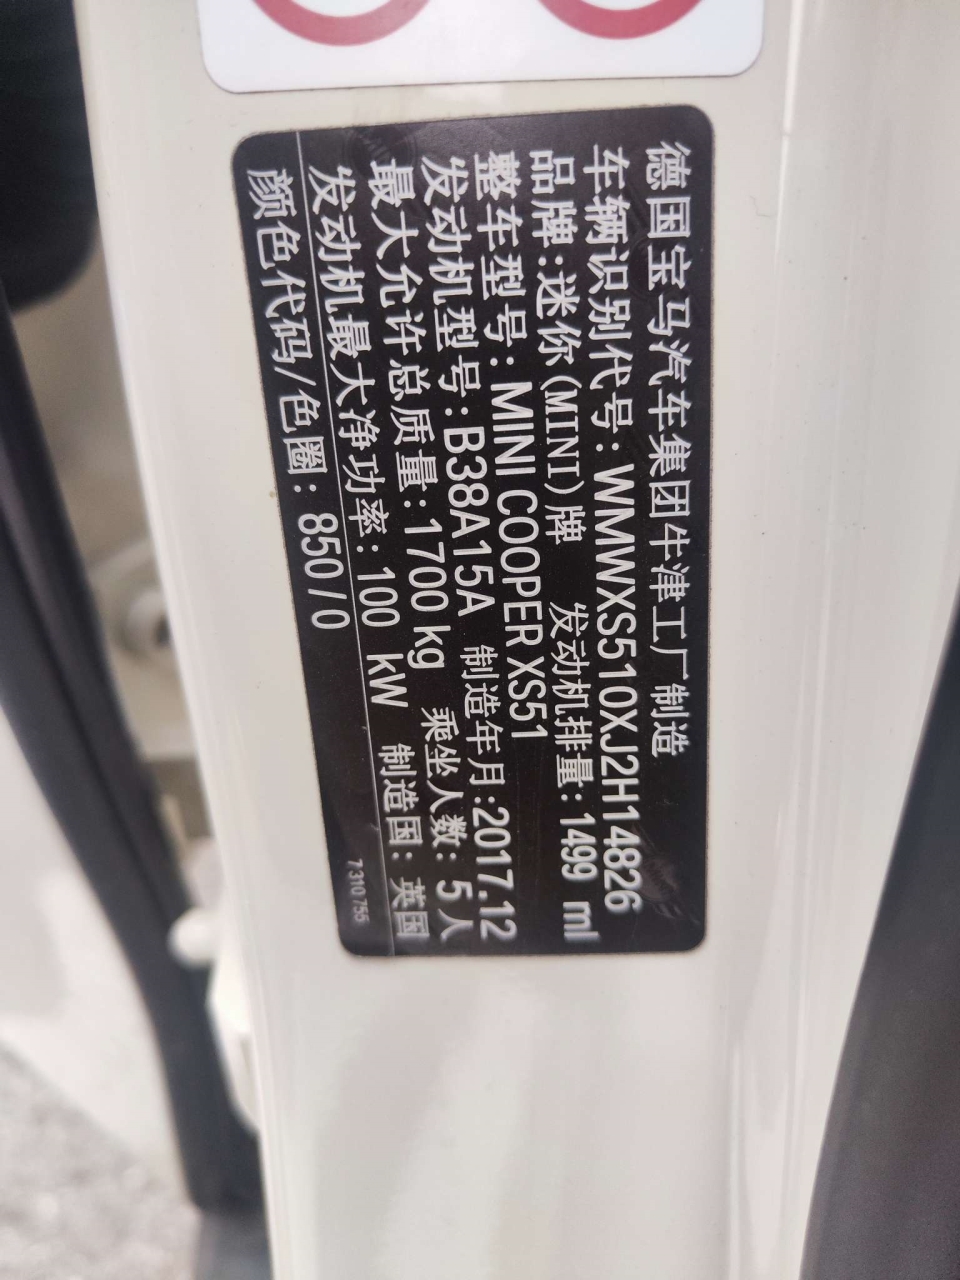 德国宝马汽车集团牛津工厂制造
车辆识别代号：WMWXS510XJ2H14826
品牌：迷你(MINI)牌 发动机排量：1499 ml
整车型号：MINI COOPER XS51
发动机型号：B38A15A 制造年月：2017.12
最大允许总质量：1700 kg 乘坐人数：5人
发动机最大净功率：100 kW 制造国：英国
颜色代码/色圈：850 / 0
7 310 755